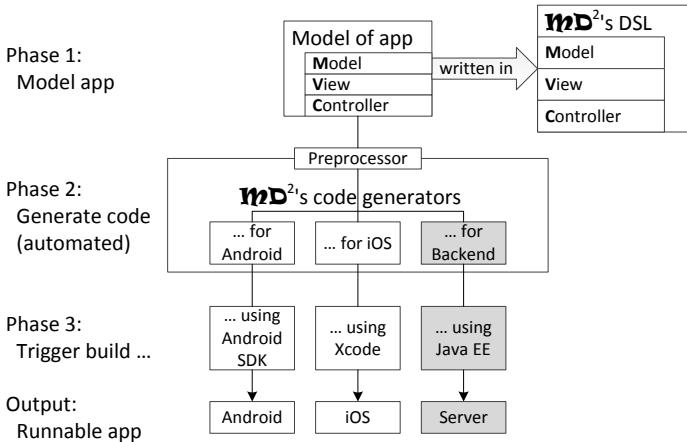 Phase 1:
Model app
Model of app
Model
View
Controller
written in
MD²'s DSL
Model
View
Controller
Preprocessor
Phase 2:
Generate code
(automated)
MD²'s code generators
... for
Android
... for iOS
... for
Backend
Phase 3:
Trigger build ...
... using
Android
SDK
... using
Xcode
... using
Java EE
Output:
Runnable app
Android
iOS
Server